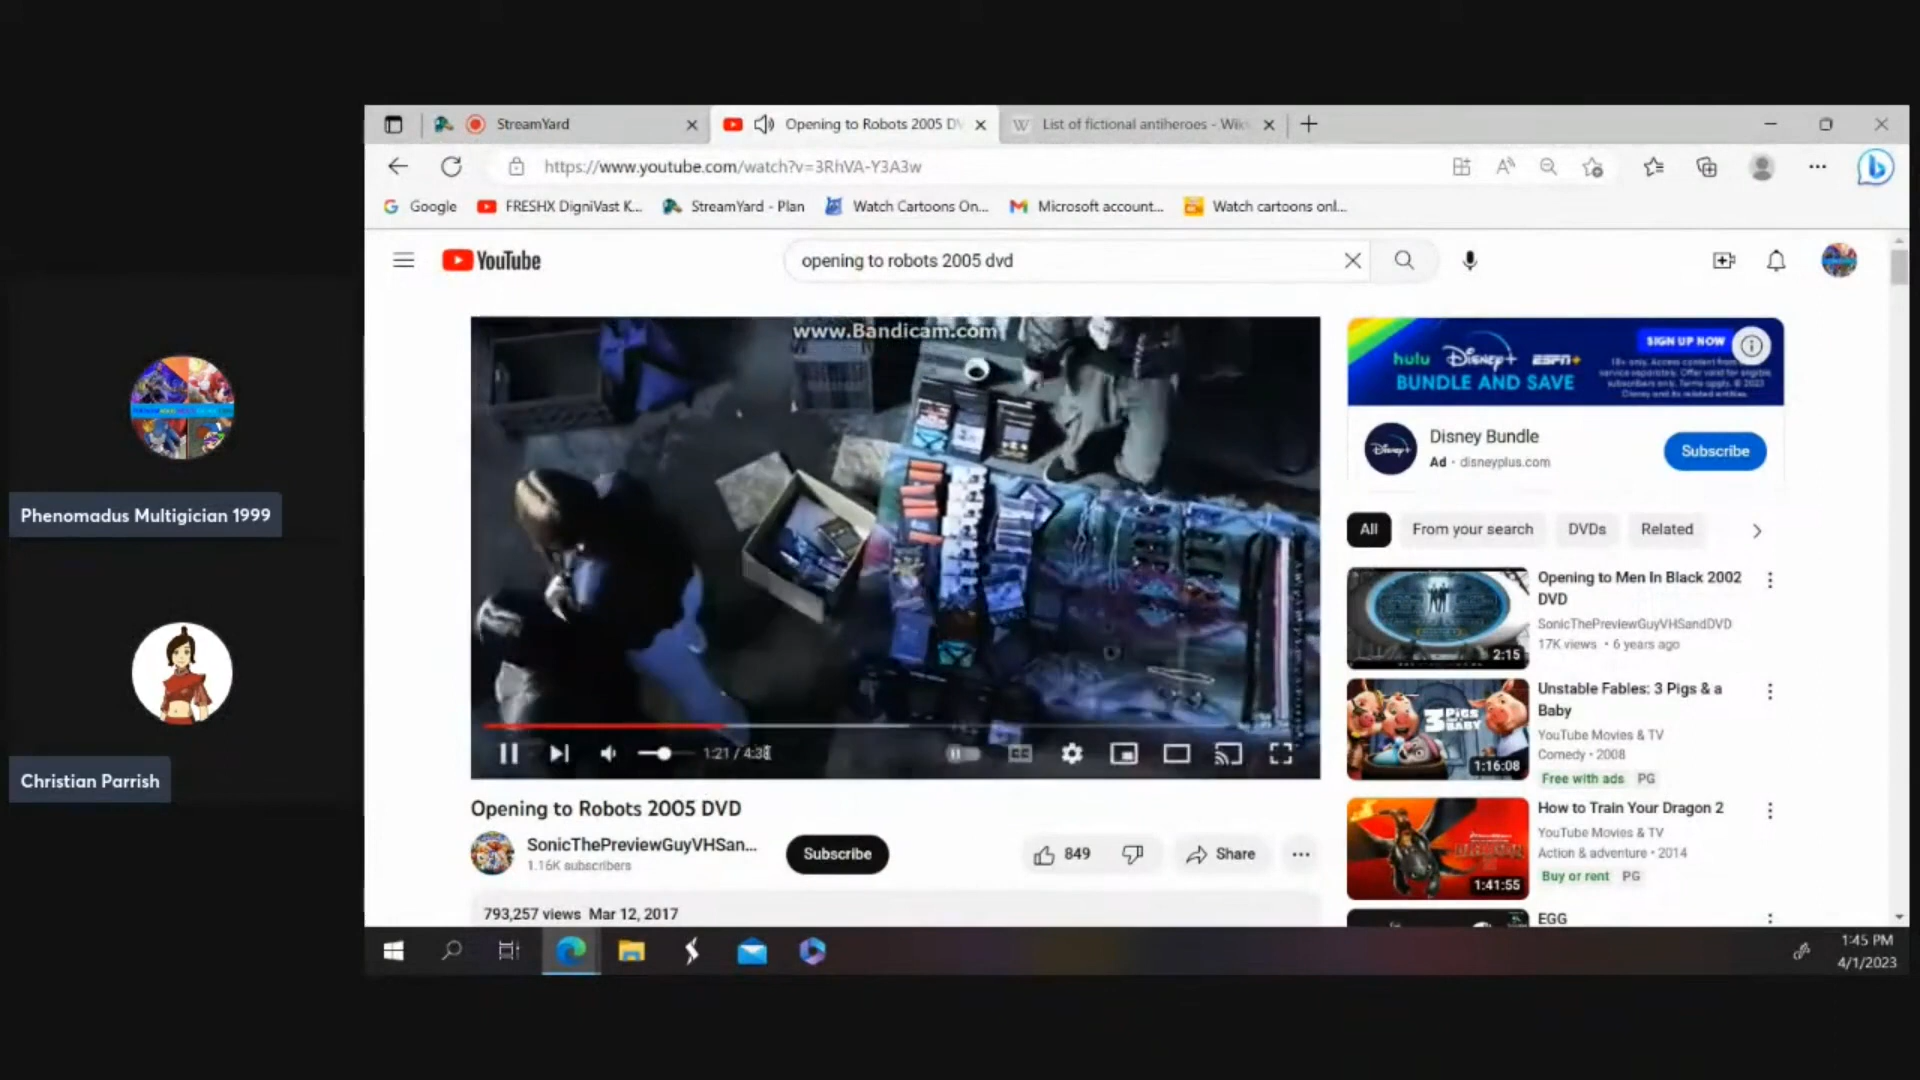 StreamYard
Opening to Robots 2005 DV
List of fictional antiheroes - Wiki
https://www.youtube.com/watch?v=3RhVA-Y3A3w
Google
FRESHX DigniVast K...
StreamYard - Plan
Watch Cartoons On...
Microsoft account...
Watch cartoons onl...
YouTube
opening to robots 2005 dvd
www.Bandicam.com
hulu Disney+ ESPN+
BUNDLE AND SAVE
SIGN UP NOW
Disney Bundle
Ad · disneyplus.com
Subscribe
All
From your search
DVDs
Related
Opening to Men In Black 2002
DVD
SonicThePreviewGuyVHSandDVD
17K views • 6 years ago
2:15
Unstable Fables: 3 Pigs & a
Baby
YouTube Movies & TV
Comedy • 2008
Free with ads PG
3 PIGS
BABY
1:16:08
How to Train Your Dragon 2
YouTube Movies & TV
Action & adventure • 2014
Buy or rent PG
1:41:55
EGG
1:21 / 4:38
CC
Opening to Robots 2005 DVD
SonicThePreviewGuyVHSan...
1.16K subscribers
Subscribe
849
Share
793,257 views Mar 12, 2017
1:45 PM
4/1/2023
Phenomadus Multigician 1999
Christian Parrish